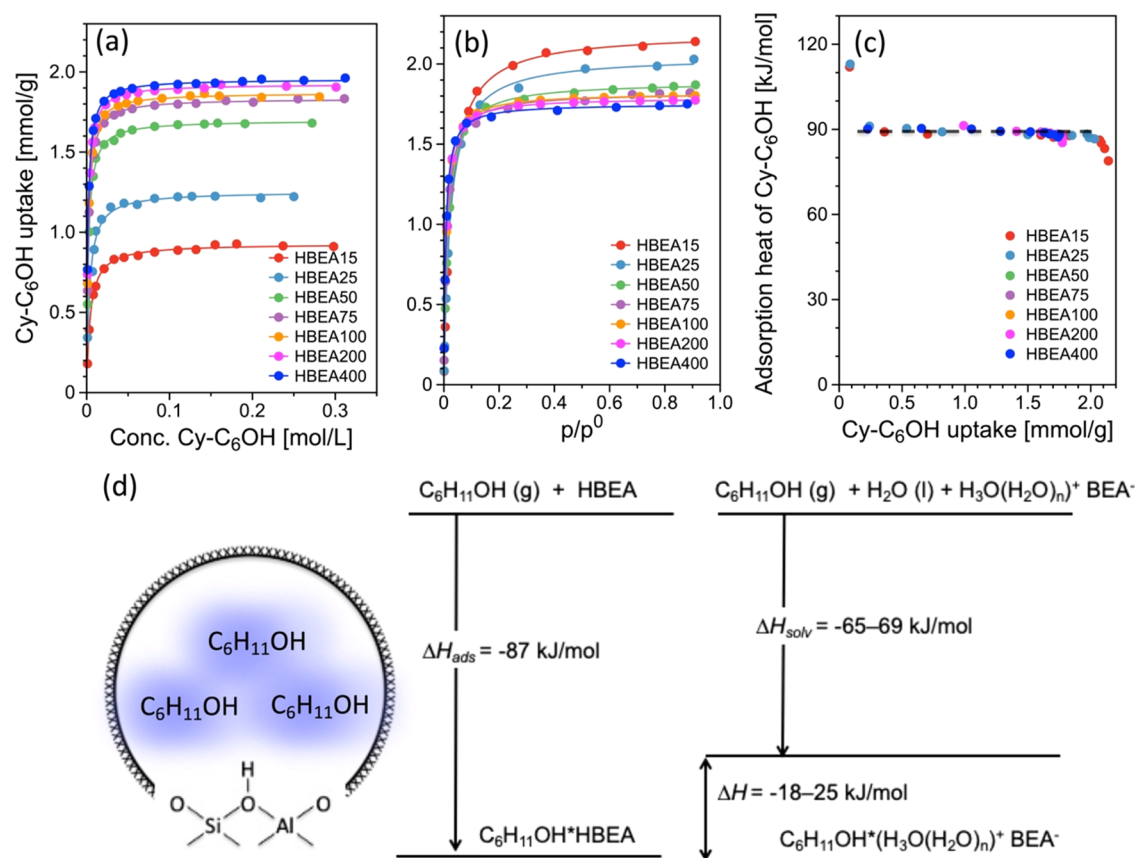 (a)
Cy-C₆OH uptake [mmol/g]
2.0
1.5
1.0
0.5
0
0
0.1
0.2
0.3
Conc. Cy-C₆OH [mol/L]
HBEA15
HBEA25
HBEA50
HBEA75
HBEA100
HBEA200
HBEA400
(b)
2.0
1.5
1.0
0.5
0
0
0.2
0.4
0.6
0.8
1.0
p/p⁰
HBEA15
HBEA25
HBEA50
HBEA75
HBEA100
HBEA200
HBEA400
(c)
Adsorption heat of Cy-C₆OH [kJ/mol]
120
90
60
30
0
0
0.5
1.0
1.5
2.0
Cy-C₆OH uptake [mmol/g]
HBEA15
HBEA25
HBEA50
HBEA75
HBEA100
HBEA200
HBEA400
(d)
C₆H₁₁OH
C₆H₁₁OH
C₆H₁₁OH
H
O
O
O
Si
Al
C₆H₁₁OH (g) + HBEA
ΔHads = -87 kJ/mol
C₆H₁₁OH*HBEA
C₆H₁₁OH (g) + H₂O (l) + H₃O(H₂O)ₙ)⁺ BEA⁻
ΔHsolv = -65–69 kJ/mol
ΔH = -18–25 kJ/mol
C₆H₁₁OH*(H₃O(H₂O)ₙ)⁺ BEA⁻